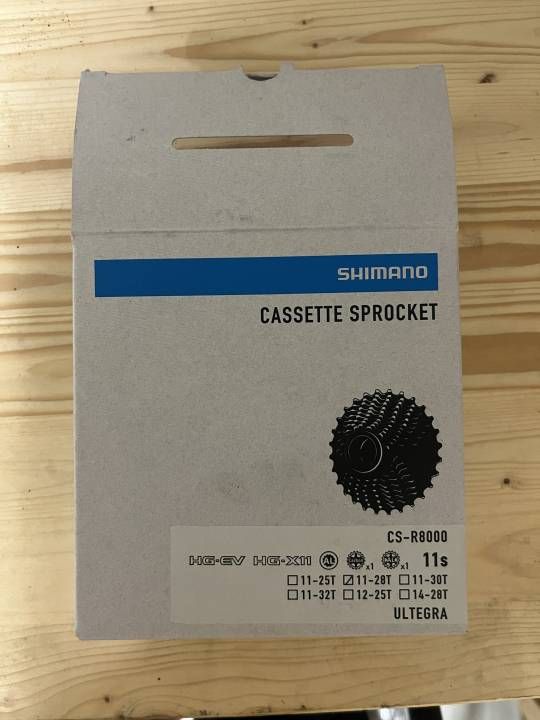 SHIMANO
CASSETTE SPROCKET
CS-R8000
HG-EV HG-X11 AL x1 x1 11s
11-25T 11-28T 11-30T
11-32T 12-25T 14-28T
ULTEGRA